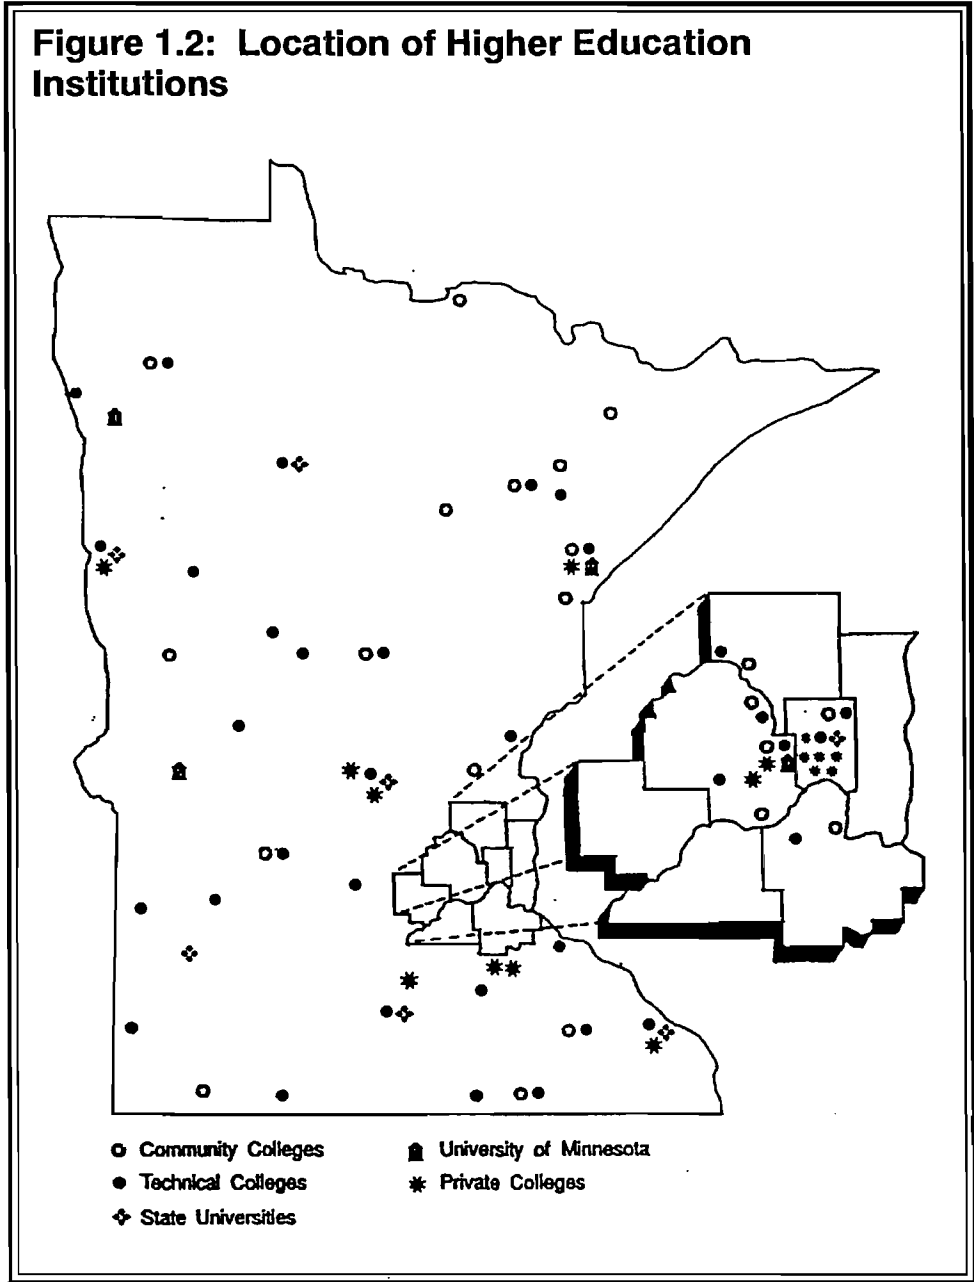 Figure 1.2: Location of Higher Education
Institutions
Community Colleges
University of Minnesota
Technical Colleges
Private Colleges
State Universities